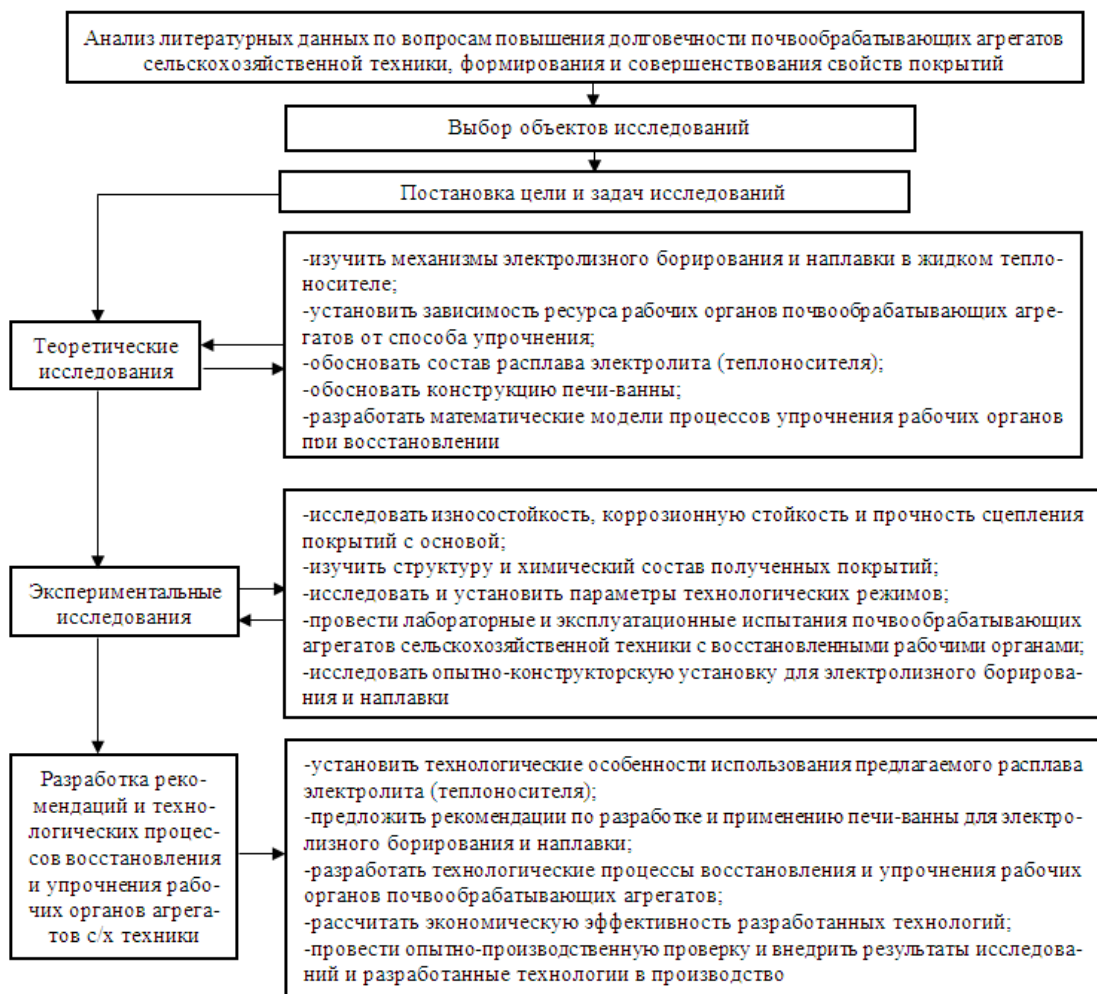 Анализ литературных данных по вопросам повышения долговечности почвообрабатывающих агрегатов
сельскохозяйственной техники, формирования и совершенствования свойств покрытий
Выбор объектов исследований
Постановка цели и задач исследований
Теоретические
исследования
-изучить механизмы электролизного борирования и наплавки в жидком тепло-
носителе;
-установить зависимость ресурса рабочих органов почвообрабатывающих агре-
гатов от способа упрочнения;
-обосновать состав расплава электролита (теплоносителя);
-обосновать конструкцию печи-ванны;
-разработать математические модели процессов упрочнения рабочих органов
при восстановлении
Экспериментальные
исследования
-исследовать износостойкость, коррозионную стойкость и прочность сцепления
покрытий с основой;
-изучить структуру и химический состав полученных покрытий;
-исследовать и установить параметры технологических режимов;
-провести лабораторные и эксплуатационные испытания почвообрабатывающих
агрегатов сельскохозяйственной техники с восстановленными рабочими органами;
-исследовать опытно-конструкторскую установку для электролизного борирова-
ния и наплавки
Разработка реко-
мендаций и техно-
логических процес-
сов восстановления
и упрочнения рабо-
чих органов агрега-
тов с/х техники
-установить технологические особенности использования предлагаемого расплава
электролита (теплоносителя);
-предложить рекомендации по разработке и применению печи-ванны для электро-
лизного борирования и наплавки;
-разработать технологические процессы восстановления и упрочнения рабочих
органов почвообрабатывающих агрегатов;
-рассчитать экономическую эффективность разработанных технологий;
-провести опытно-производственную проверку и внедрить результаты исследова-
ний и разработанные технологии в производство